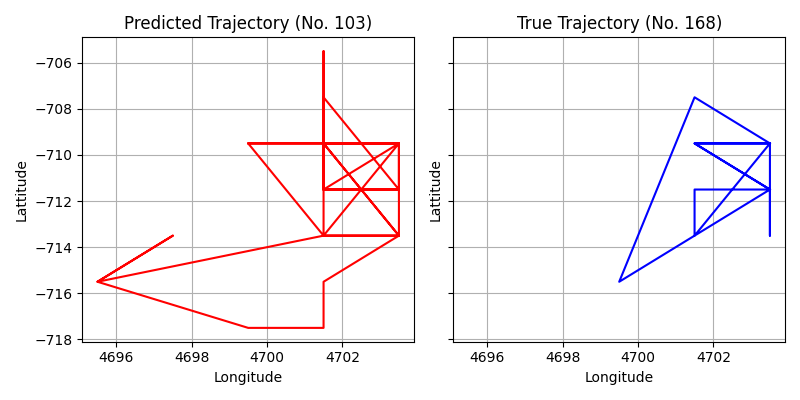 Predicted Trajectory (No. 103)
True Trajectory (No. 168)
Lattitude
−706
−708
−710
−712
−714
−716
−718
4696
4698
4700
4702
Longitude
Lattitude
4696
4698
4700
4702
Longitude